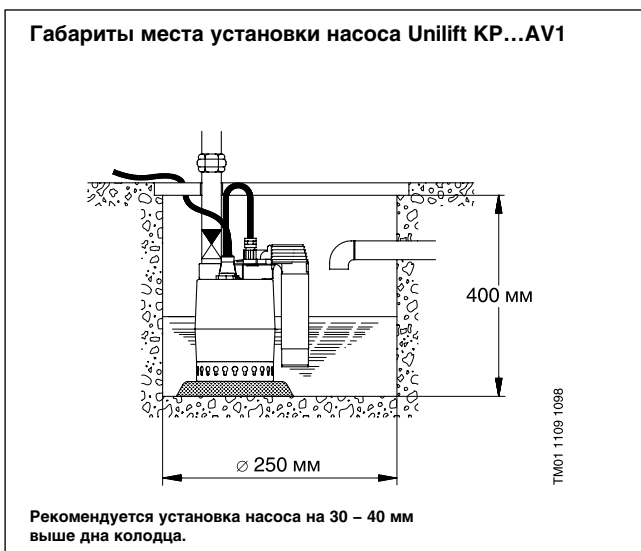 Габариты места установки насоса Unilift KP...AV1
400 мм
⌀ 250 мм
TM01 1109 1098
Рекомендуется установка насоса на 30 – 40 мм
выше дна колодца.